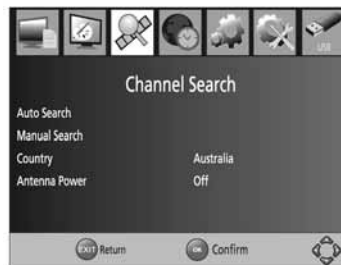 USB
Channel Search
Auto Search
Manual Search
Country Australia
Antenna Power Off
EXIT Return OK Confirm